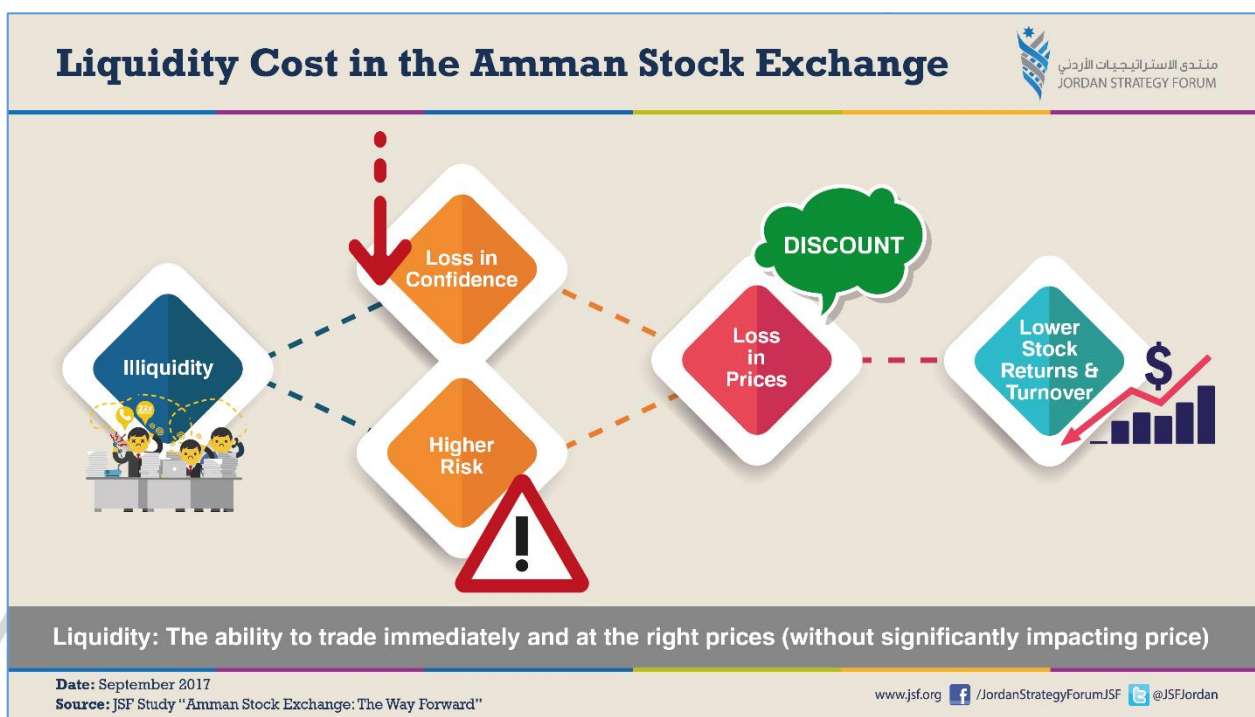 Liquidity Cost in the Amman Stock Exchange
منتدى الاستراتيجيات الأردني
JORDAN STRATEGY FORUM
Loss in
Confidence
DISCOUNT
Illiquidity
Loss
in
Prices
Lower
Stock
Returns &
Turnover
$
Higher
Risk
!
Liquidity: The ability to trade immediately and at the right prices (without significantly impacting price)
Date: September 2017
Source: JSF Study “Amman Stock Exchange: The Way Forward”
www.jsf.org f /JordanStrategyForumJSF @JSFJordan